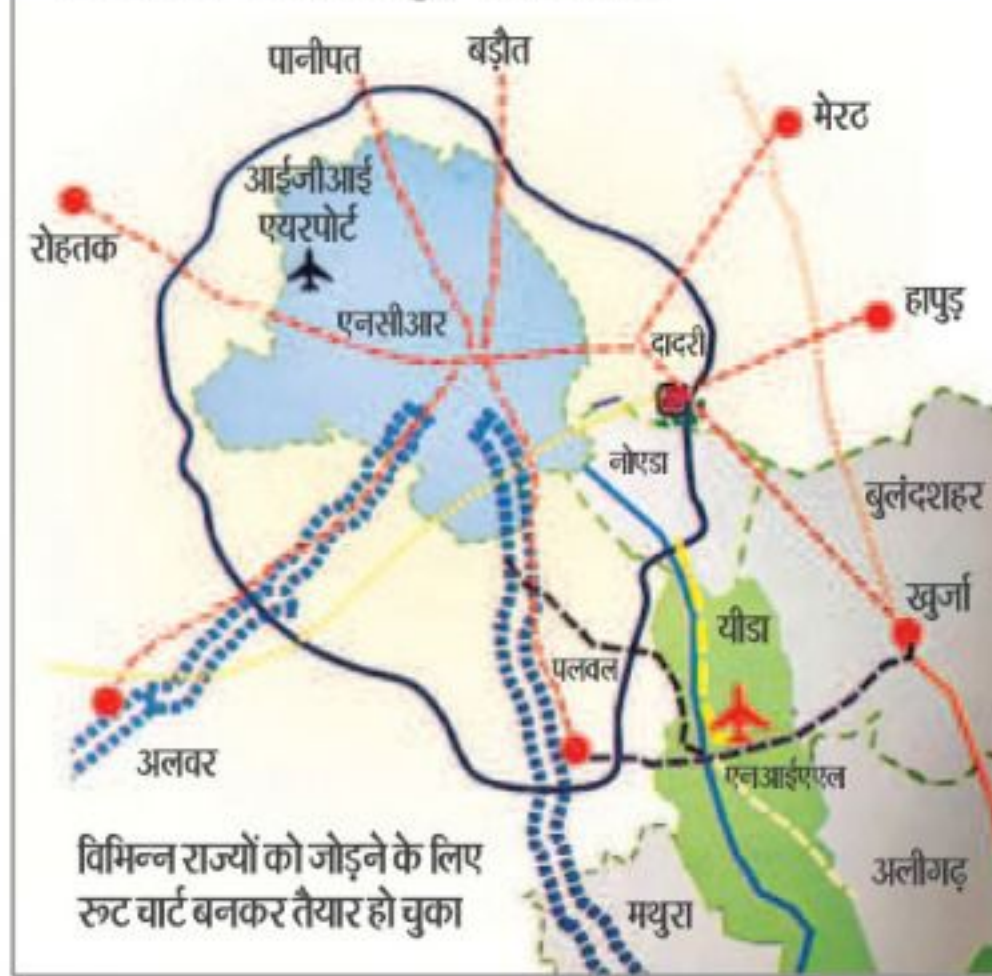 पानीपत
बड़ौत
मेरठ
आईजीआई
एयरपोर्ट
रोहतक
एनसीआर
हापुड़
दादरी
नोएडा
बुलंदशहर
खुर्जा
यीडा
पलवल
अलवर
एनआईएएल
विभिन्न राज्यों को जोड़ने के लिए
रूट चार्ट बनकर तैयार हो चुका
मथुरा
अलीगढ़